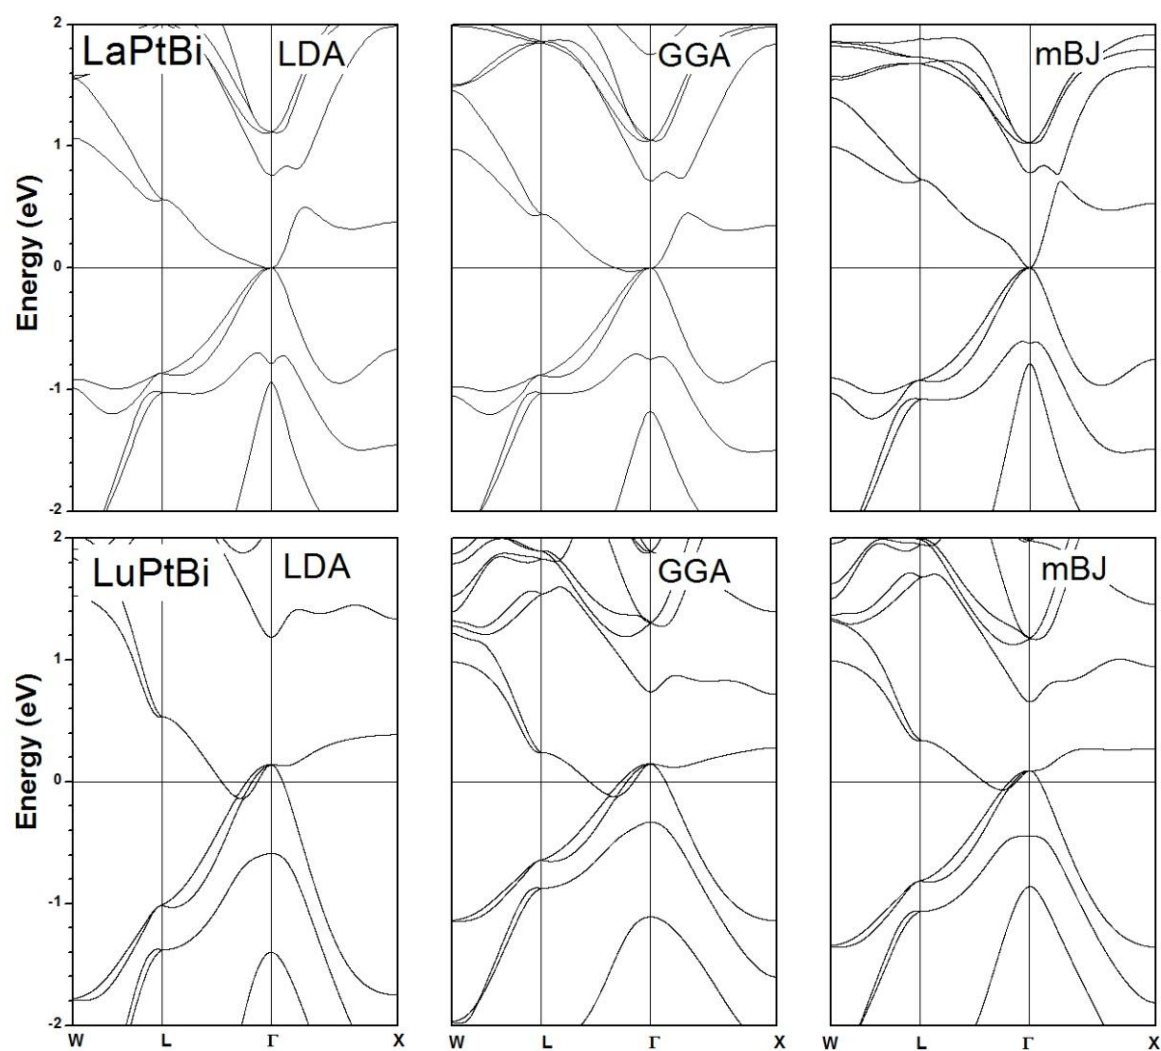 LaPtBi LDA GGA mBJ
2
1
0
-1
-2
Energy (eV)
LuPtBi LDA GGA mBJ
2
1
0
-1
-2
Energy (eV)
W L Γ X W L Γ X W L Γ X